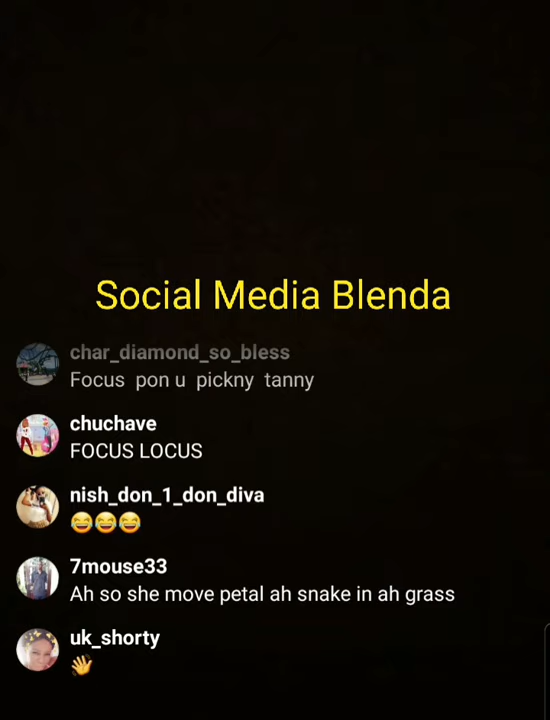 Social Media Blenda
char_diamond_so_bless
Focus pon u pickny tanny
chuchave
FOCUS LOCUS
nish_don_1_don_diva
😂😂😂
7mouse33
Ah so she move petal ah snake in ah grass
uk_shorty
👋